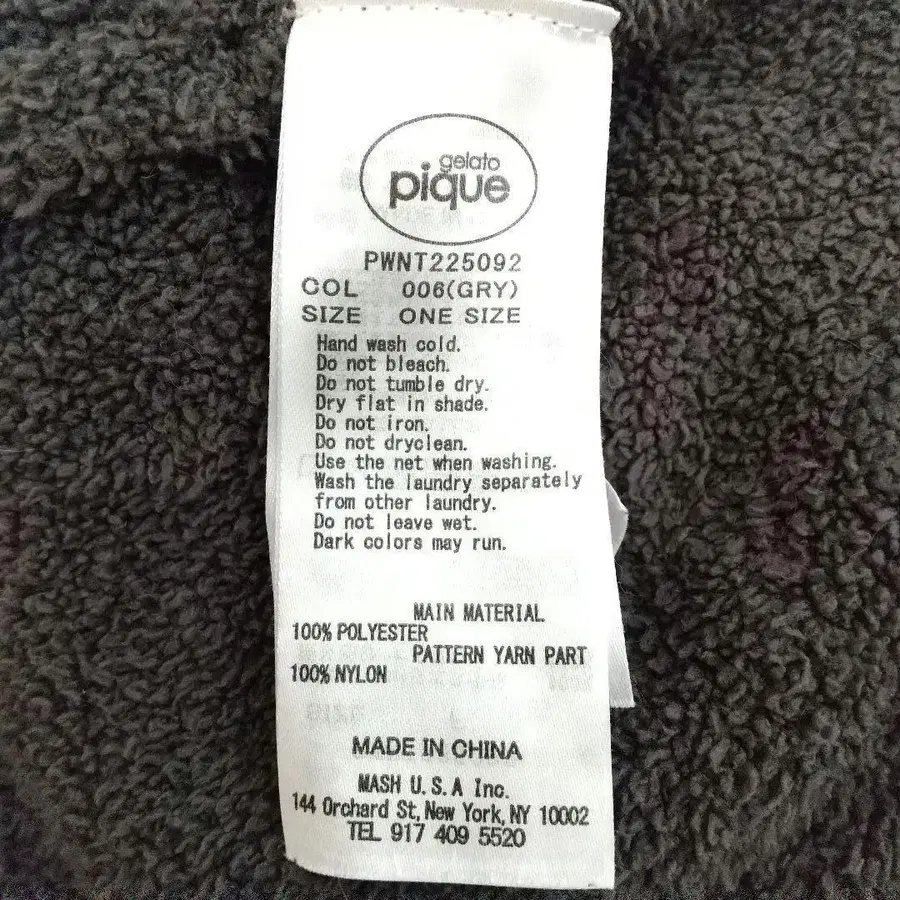 gelato
pique
PWNT225092
COL 006(GRY)
SIZE ONE SIZE
Hand wash cold.
Do not bleach.
Do not tumble dry.
Dry flat in shade.
Do not iron.
Do not dryclean.
Use the net when washing.
Wash the laundry separately
from other laundry.
Do not leave wet.
Dark colors may run.
MAIN MATERIAL
100% POLYESTER
PATTERN YARN PART
100% NYLON
MADE IN CHINA
MASH U.S.A Inc.
144 Orchard St, New York, NY 10002
TEL 917 409 5520